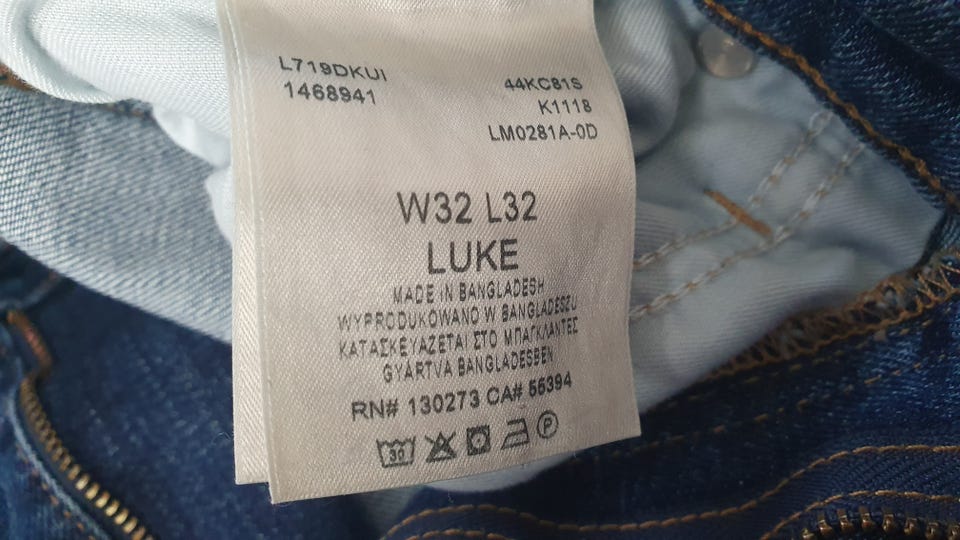 L719DKUI
1468941
44KC81S
K1118
LM0281A-0D
W32 L32
LUKE
MADE IN BANGLADESH
WYPRODUKOWANO W BANGLADESZU
ΚΑΤΑΣΚΕΥΑΖΕΤΑΙ ΣΤΟ ΜΠΑΓΚΛΑΝΤΕΣ
GYÁRTVA BANGLADESBEN
RN# 130273 CA# 55394
30 P